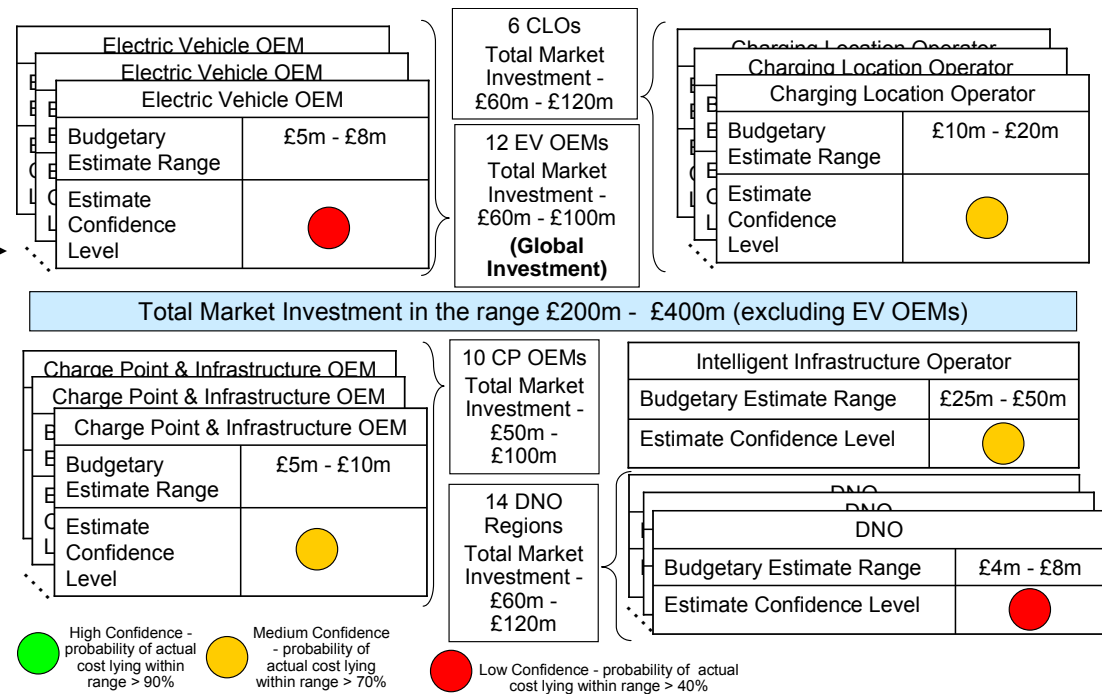 Electric Vehicle OEM
Electric Vehicle OEM
Electric Vehicle OEM
Budgetary
Estimate Range
£5m - £8m
Estimate
Confidence
Level
6 CLOs
Total Market
Investment -
£60m - £120m
12 EV OEMs
Total Market
Investment -
£60m - £100m
(Global
Investment)
Charging Location Operator
Charging Location Operator
Charging Location Operator
Budgetary
Estimate Range
£10m - £20m
Estimate
Confidence
Level
Total Market Investment in the range £200m - £400m (excluding EV OEMs)
Charge Point & Infrastructure OEM
Charge Point & Infrastructure OEM
Charge Point & Infrastructure OEM
Budgetary
Estimate Range
£5m - £10m
Estimate
Confidence
Level
10 CP OEMs
Total Market
Investment -
£50m -
£100m
14 DNO
Regions
Total Market
Investment -
£60m -
£120m
Intelligent Infrastructure Operator
Budgetary Estimate Range
£25m - £50m
Estimate Confidence Level
DNO
DNO
DNO
Budgetary Estimate Range
£4m - £8m
Estimate Confidence Level
High Confidence -
probability of actual
cost lying within
range > 90%
Medium Confidence
- probability of
actual cost lying
within range > 70%
Low Confidence - probability of actual
cost lying within range > 40%